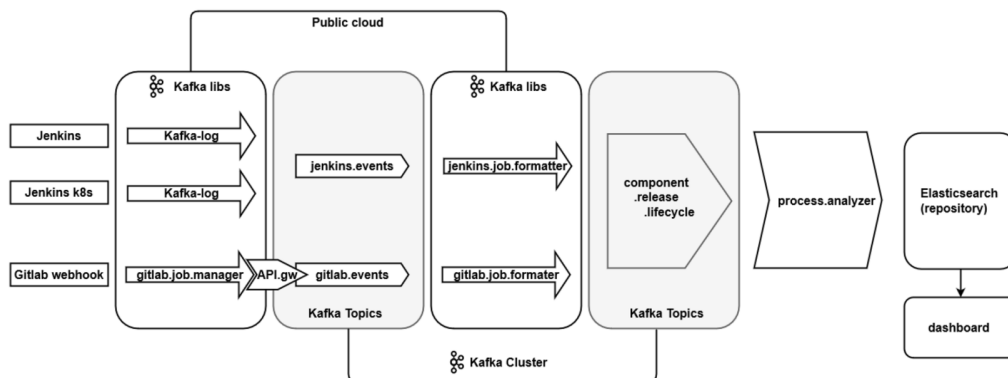 Public cloud
Kafka libs
Kafka libs
Jenkins
Kafka-log
jenkins.events
jenkins.job.formatter
Jenkins k8s
Kafka-log
component
.release
.lifecycle
process.analyzer
Elasticsearch
(repository)
Gitlab webhook
gitlab.job.manager
API.gw
gitlab.events
gitlab.job.formater
Kafka Topics
Kafka Topics
dashboard
Kafka Cluster